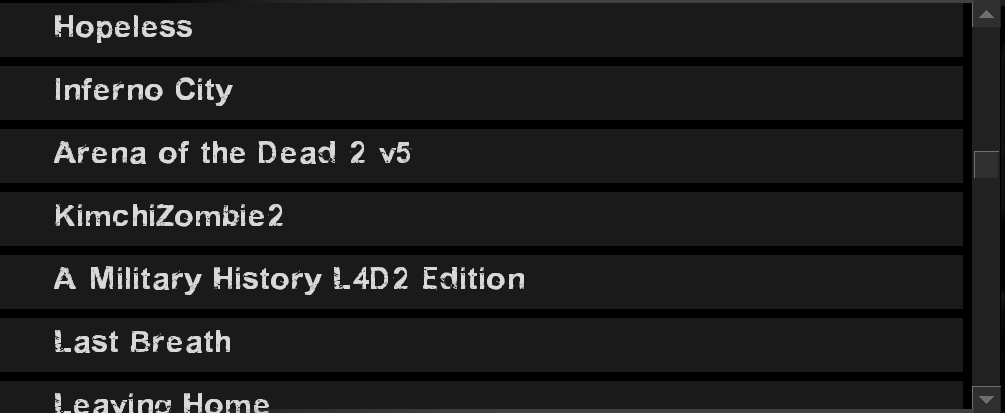 Hopeless
Inferno City
Arena of the Dead 2 v5
KimchiZombie2
A Military History L4D2 Edition
Last Breath
Leaving Home